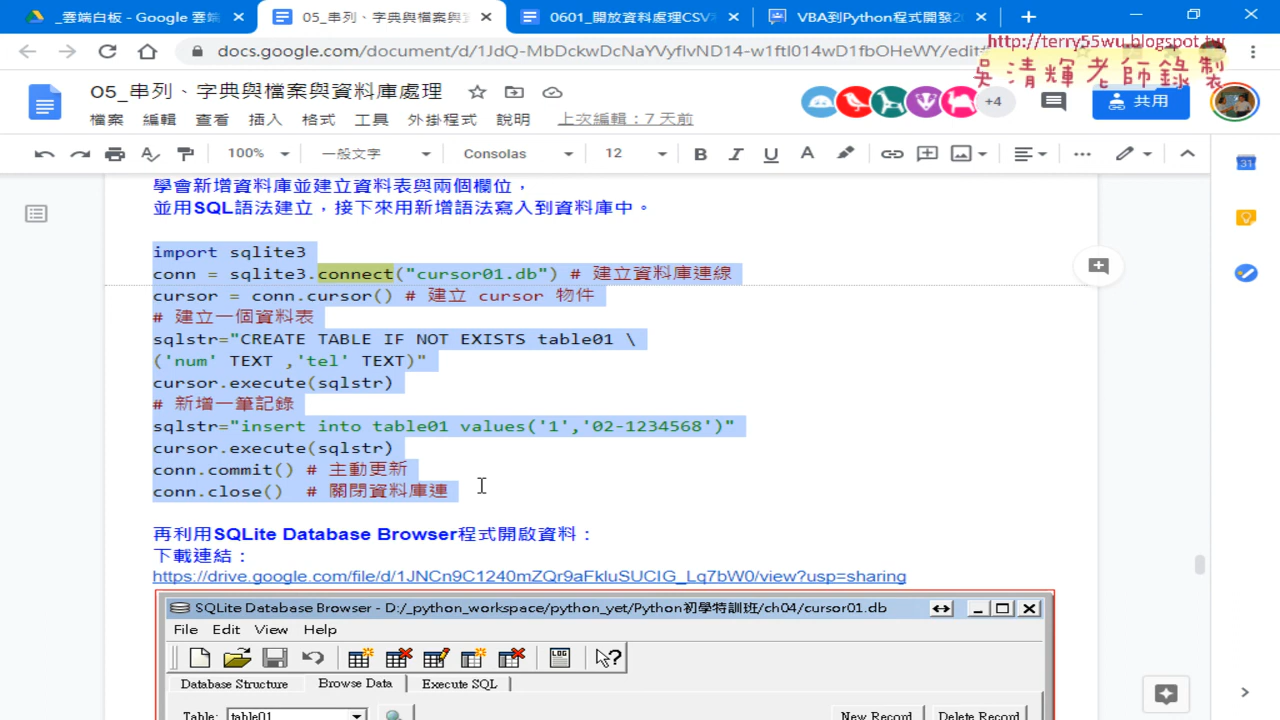 _雲端白板 - Google 雲端
05_串列、字典與檔案與資
0601_開放資料處理CSV
VBA到Python程式開發2
http://terry55wu.blogspot.tw
docs.google.com/document/d/1JdQ-MbDckwDcNaYVyflvND14-w1ftI014wD1fbOHeWY/edit#
吳清輝老師錄製
05_串列、字典與檔案與資料庫處理
+4
共用
檔案 編輯 查看 插入 格式 工具 外掛程式 說明 上次編輯：7 天前
100% 一般文字 Consolas 12 B I U A
31
學會新增資料庫並建立資料表與兩個欄位，
並用SQL語法建立，接下來用新增語法寫入到資料庫中。
import sqlite3
conn = sqlite3.connect("cursor01.db") # 建立資料庫連線
cursor = conn.cursor() # 建立 cursor 物件
# 建立一個資料表
sqlstr="CREATE TABLE IF NOT EXISTS table01 \
('num' TEXT ,'tel' TEXT)"
cursor.execute(sqlstr)
# 新增一筆記錄
sqlstr="insert into table01 values('1','02-1234568')"
cursor.execute(sqlstr)
conn.commit() # 主動更新
conn.close() # 關閉資料庫連
再利用SQLite Database Browser程式開啟資料：
下載連結：
https://drive.google.com/file/d/1JNCn9C1240mZQr9aFkluSUCIG_Lq7bW0/view?usp=sharing
SQLite Database Browser - D:/_python_workspace/python_yet/Python初學特訓班/ch04/cursor01.db
File Edit View Help
LOG
Database Structure Browse Data Execute SQL
Table: table01 New Record Delete Record